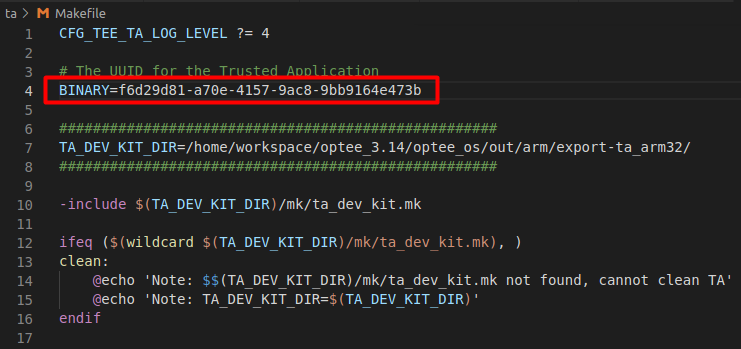 ta > M Makefile
1 CFG_TEE_TA_LOG_LEVEL ?= 4
2
3 # The UUID for the Trusted Application
4 BINARY=f6d29d81-a70e-4157-9ac8-9bb9164e473b
5
6 ####################################################
7 TA_DEV_KIT_DIR=/home/workspace/optee_3.14/optee_os/out/arm/export-ta_arm32/
8 ####################################################
9
10 -include $(TA_DEV_KIT_DIR)/mk/ta_dev_kit.mk
11
12 ifeq ($(wildcard $(TA_DEV_KIT_DIR)/mk/ta_dev_kit.mk), )
13 clean:
14 @echo 'Note: $$(TA_DEV_KIT_DIR)/mk/ta_dev_kit.mk not found, cannot clean TA'
15 @echo 'Note: TA_DEV_KIT_DIR=$(TA_DEV_KIT_DIR)'
16 endif
17